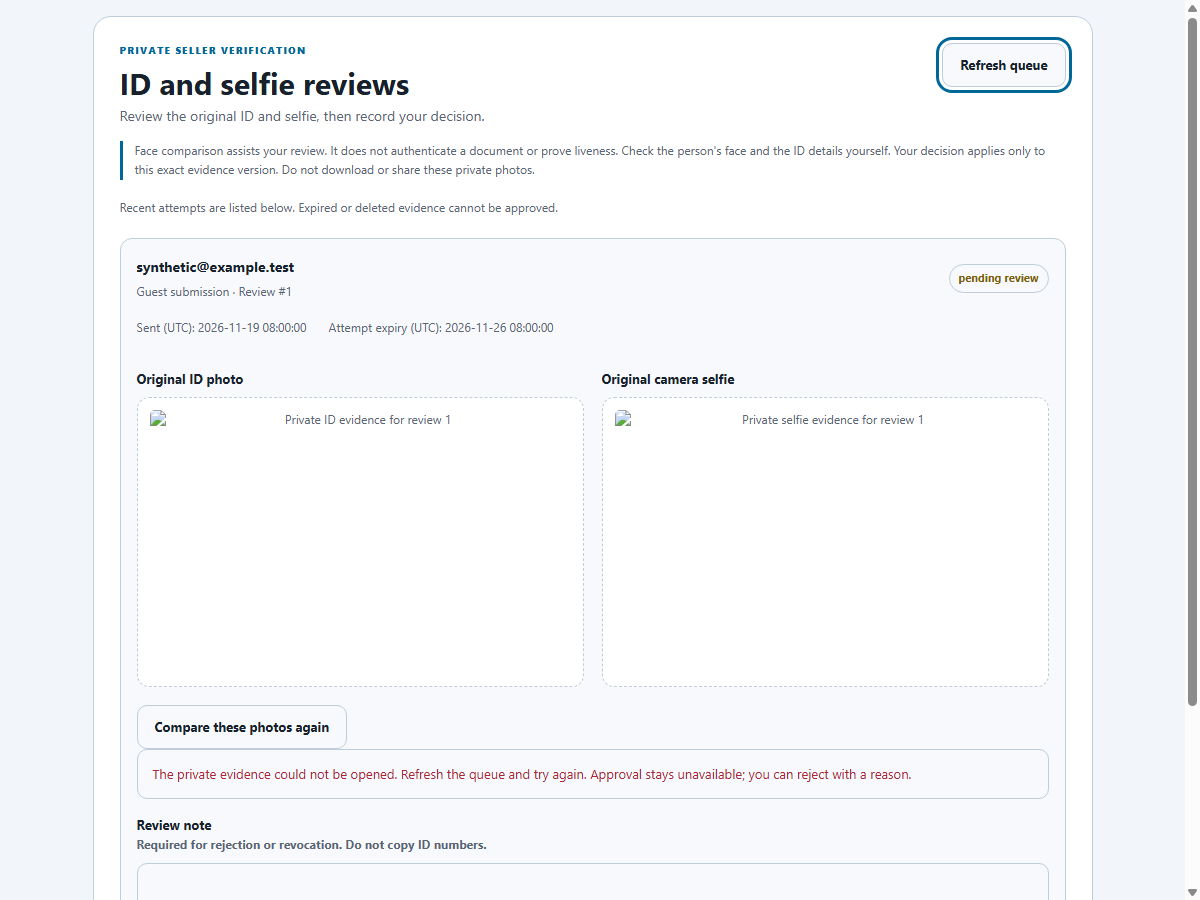 PRIVATE SELLER VERIFICATION
ID and selfie reviews
Refresh queue
Review the original ID and selfie, then record your decision.
Face comparison assists your review. It does not authenticate a document or prove liveness. Check the person's face and the ID details yourself. Your decision applies only to
this exact evidence version. Do not download or share these private photos.
Recent attempts are listed below. Expired or deleted evidence cannot be approved.
synthetic@example.test
Guest submission · Review #1
pending review
Sent (UTC): 2026-11-19 08:00:00 Attempt expiry (UTC): 2026-11-26 08:00:00
Original ID photo
Original camera selfie
Private ID evidence for review 1
Private selfie evidence for review 1
Compare these photos again
The private evidence could not be opened. Refresh the queue and try again. Approval stays unavailable; you can reject with a reason.
Review note
Required for rejection or revocation. Do not copy ID numbers.